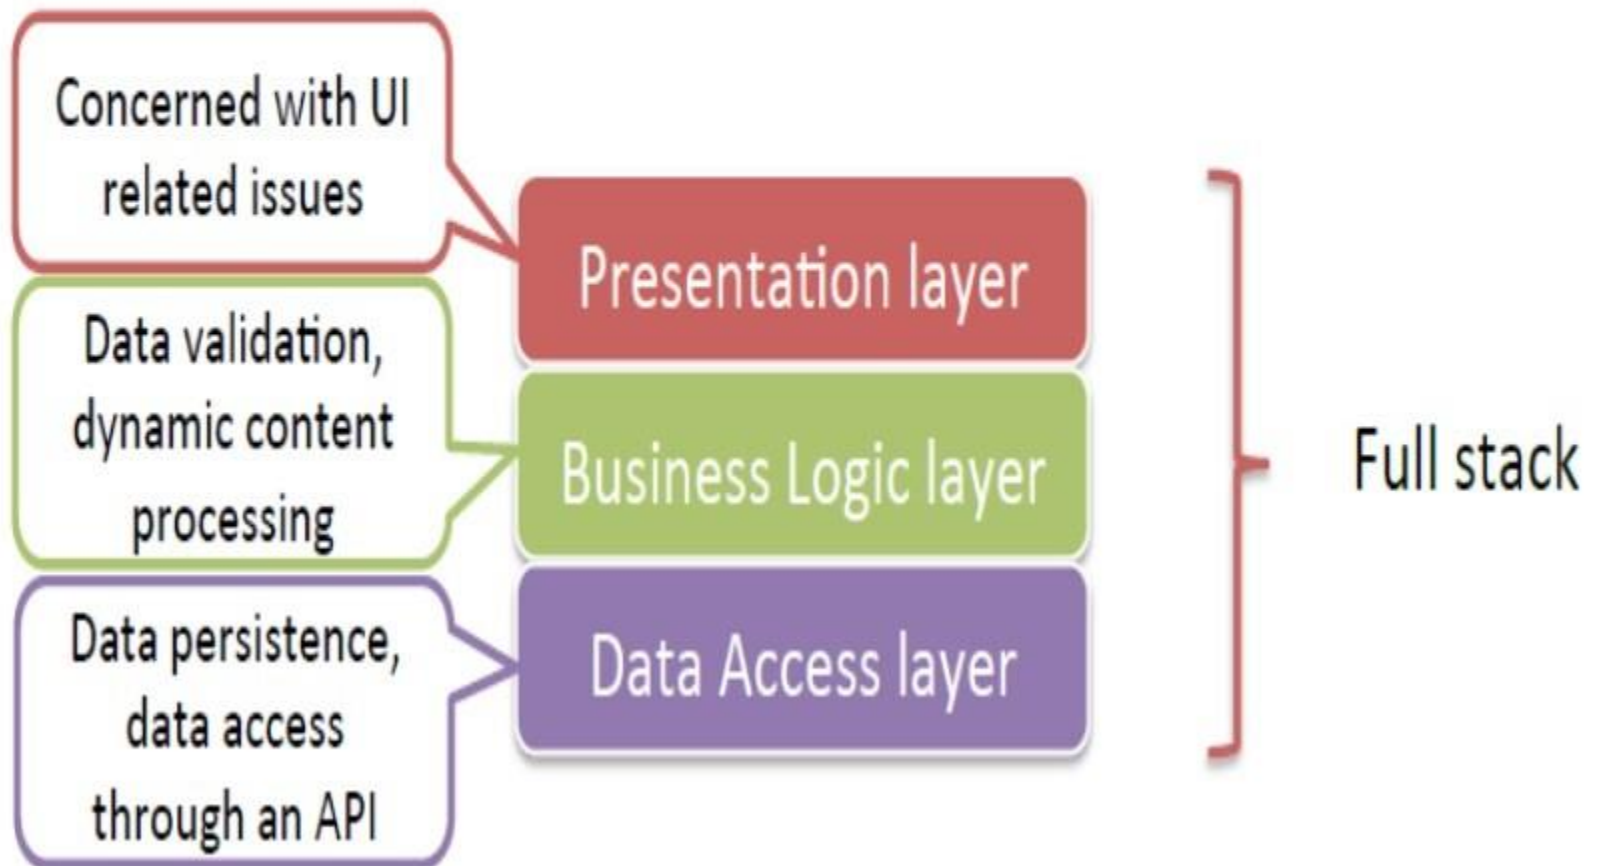 Concerned with UI
related issues
Presentation layer
Data validation,
dynamic content
processing
Business Logic layer
Data persistence,
data access
through an API
Data Access layer
Full stack